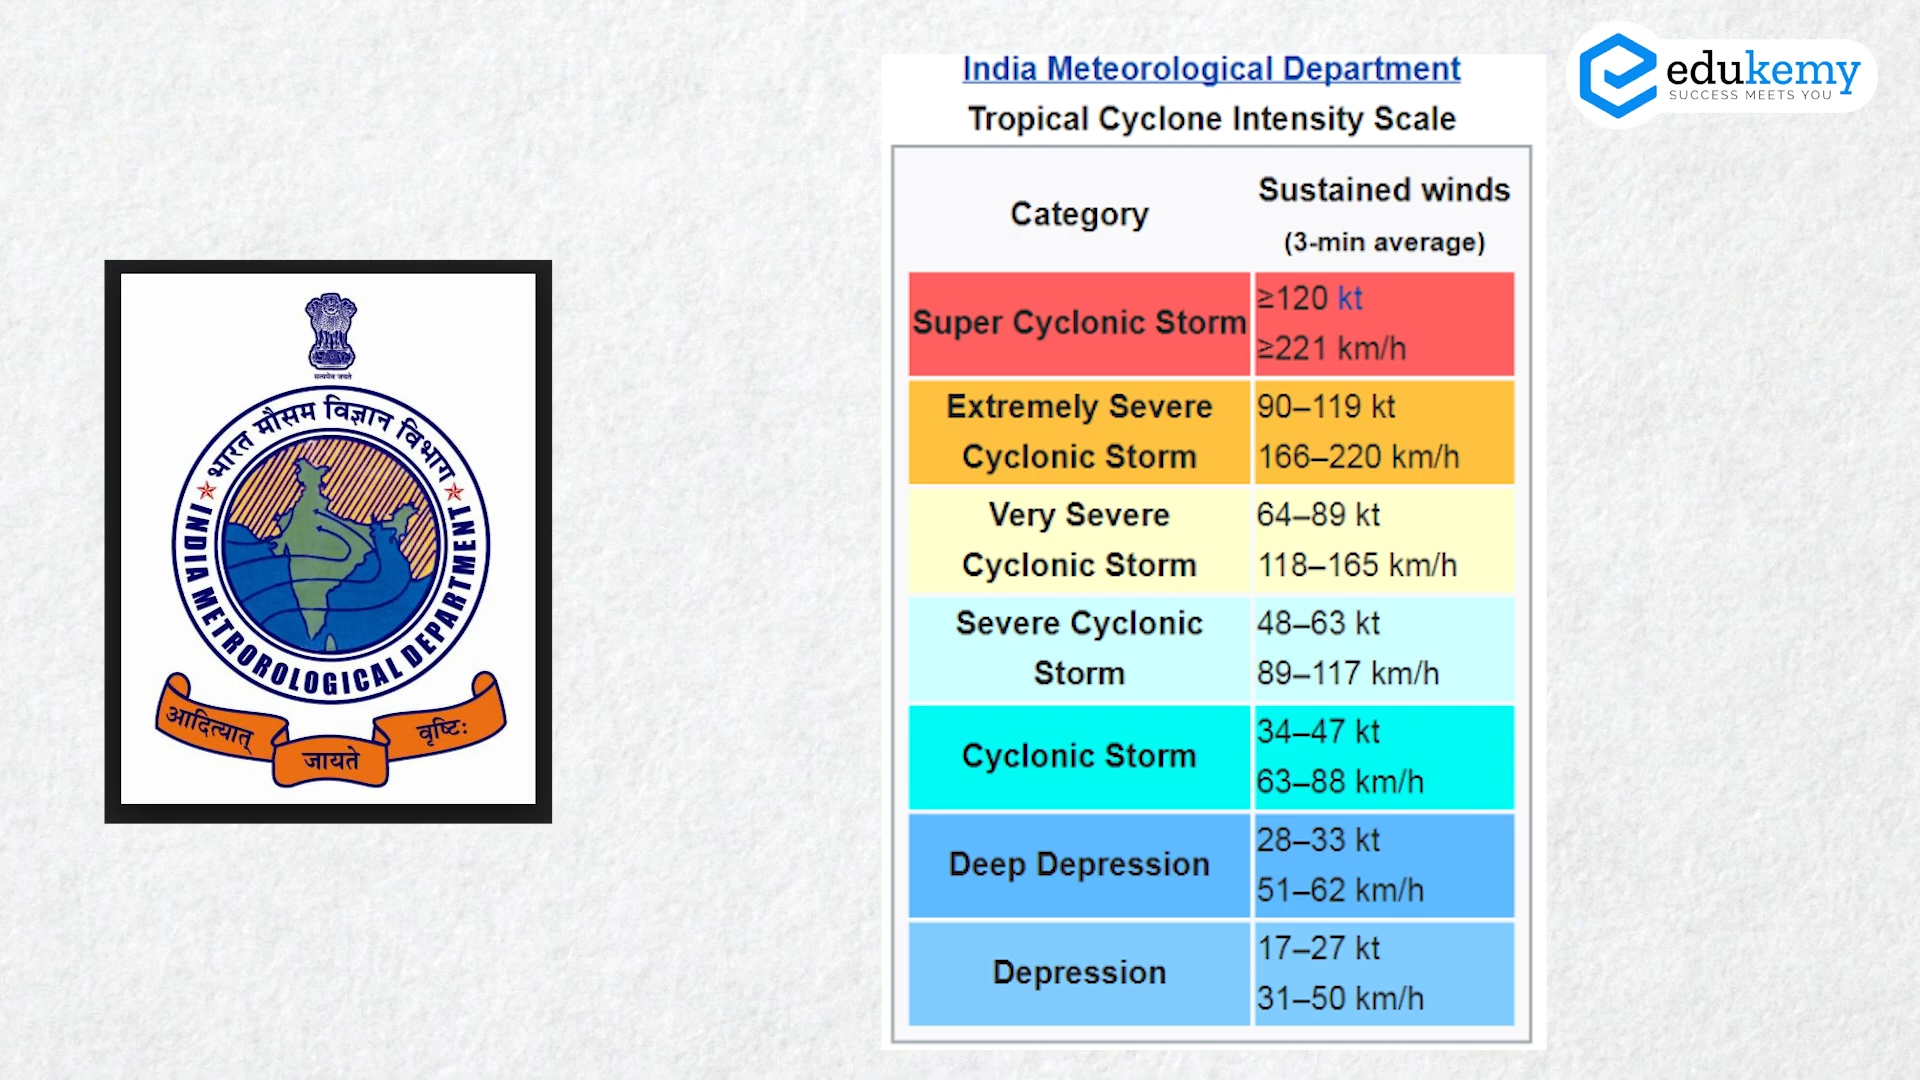 edukemy
SUCCESS MEETS YOU
India Meteorological Department
Tropical Cyclone Intensity Scale
Category
Sustained winds
(3-min average)
Super Cyclonic Storm
≥120 kt
≥221 km/h
Extremely Severe
Cyclonic Storm
90–119 kt
166–220 km/h
Very Severe
Cyclonic Storm
64–89 kt
118–165 km/h
Severe Cyclonic
Storm
48–63 kt
89–117 km/h
Cyclonic Storm
34–47 kt
63–88 km/h
Deep Depression
28–33 kt
51–62 km/h
Depression
17–27 kt
31–50 km/h
सत्यमेव जयते
भारत मौसम विज्ञान विभाग
INDIA METROROLOGICAL DEPARTMENT
आदित्यात्
जायते
वृष्टिः